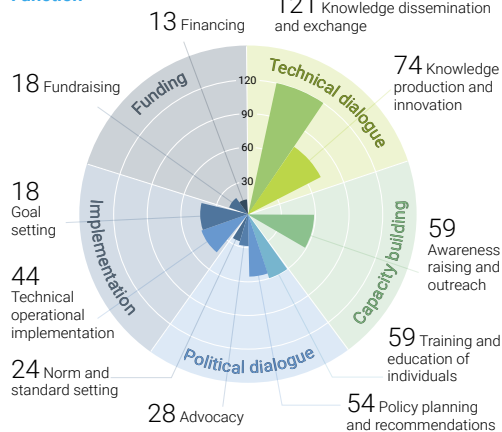 Function
121 Knowledge dissemination
and exchange
13 Financing
74 Knowledge
production and
innovation
18 Fundraising
Funding
Technical dialogue
120
90
60
30
18
Goal
setting
Implementation
Capacity building
59
Awareness
raising and
outreach
44
Technical
operational
implementation
59 Training and
education of
individuals
Political dialogue
24 Norm and
standard setting
28 Advocacy
54 Policy planning
and recommendations